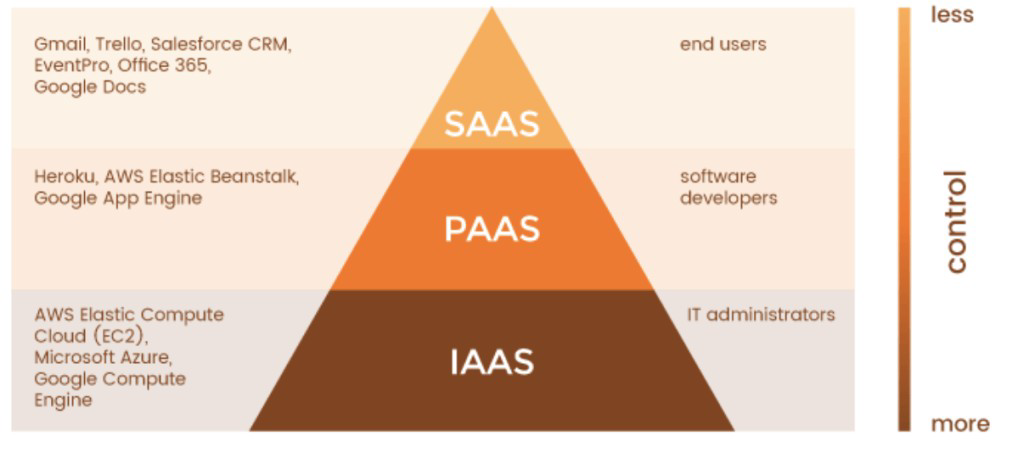 Gmail, Trello, Salesforce CRM,
EventPro, Office 365,
Google Docs
SAAS
end users
Heroku, AWS Elastic Beanstalk,
Google App Engine
PAAS
software
developers
AWS Elastic Compute
Cloud (EC2),
Microsoft Azure,
Google Compute
Engine
IAAS
IT administrators
less
control
more